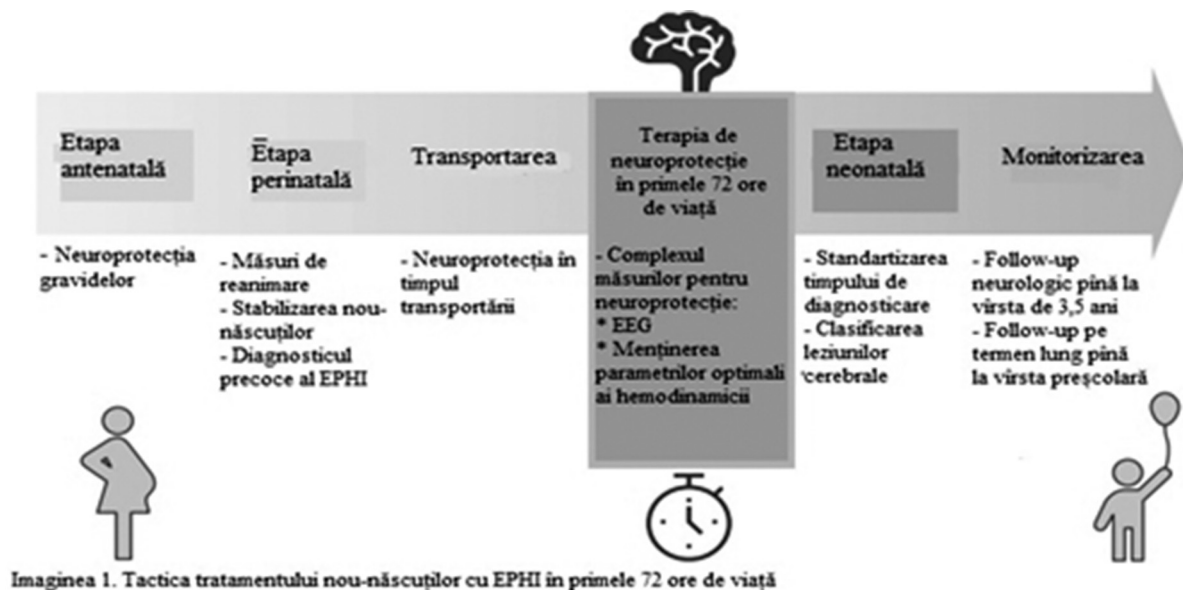 Etapa
antenatală
Etapa
perinatală
Transportarea
Terapia de
neuroprotecție
în primele 72 ore
de viață
Etapa
neonatală
Monitorizarea
- Neuroprotecția
gravidelor
- Măsuri de
reanimare
- Stabilizarea nou-
născuților
- Diagnosticul
precoce al EPHI
- Neuroprotecția în
timpul
transportării
- Complexul
măsurilor pentru
neuroprotecție:
* EEG
* Menținerea
parametrilor optimali
ai hemodinamicii
- Standartizarea
timpului de
diagnosticare
- Clasificarea
leziunilor
cerebrale
- Follow-up
neurologic pînă la
vîrsta de 3,5 ani
- Follow-up pe
termen lung pînă
la vîrsta preșcolară
Imaginea 1. Tactica tratamentului nou-născuților cu EPHI în primele 72 ore de viață